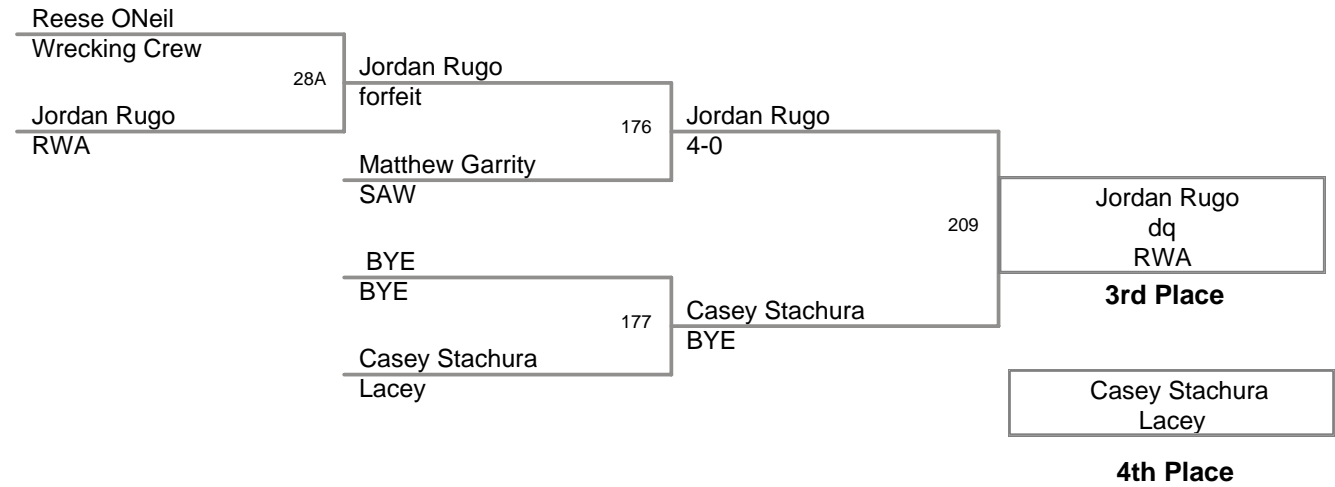 Reese ONeil
Wrecking Crew
28A
Jordan Rugo
RWA
Jordan Rugo
forfeit
176
Matthew Garrity
SAW
BYE
BYE
177
Casey Stachura
Lacey
Jordan Rugo
4-0
209
Casey Stachura
BYE
Jordan Rugo
dq
RWA
3rd Place
Casey Stachura
Lacey
4th Place